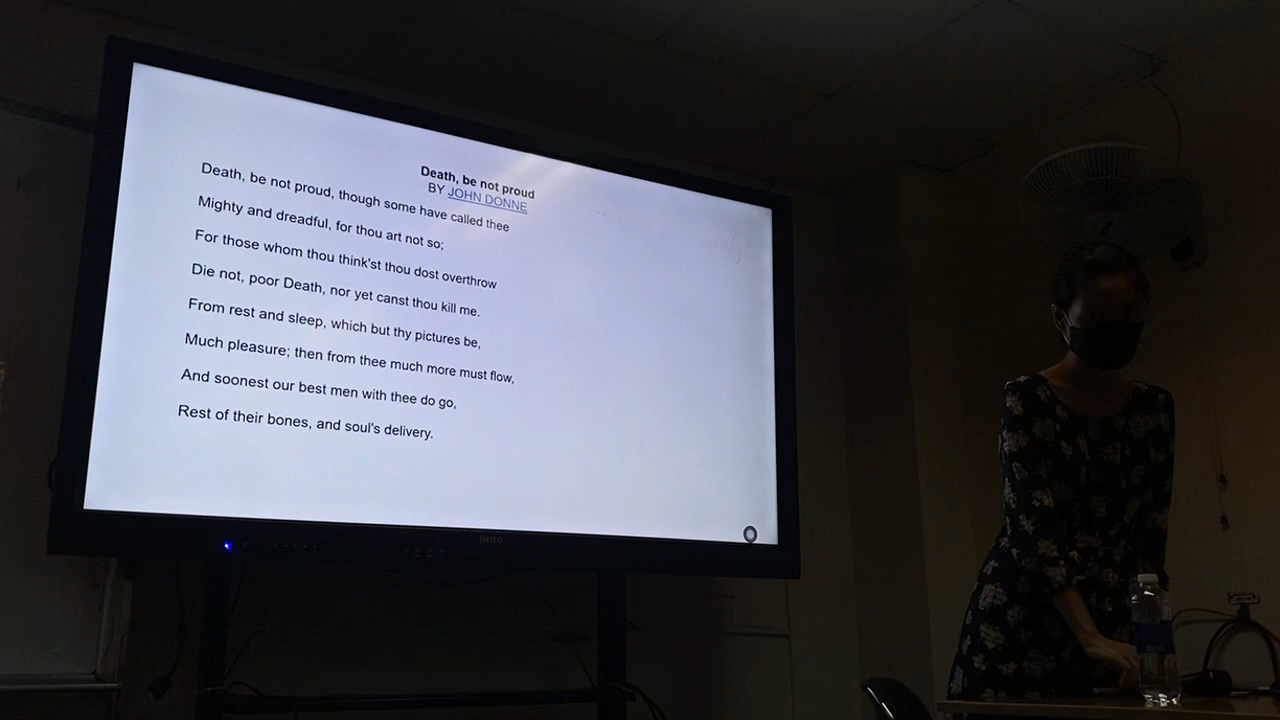 Death, be not proud
BY JOHN DONNE
Death, be not proud, though some have called thee
Mighty and dreadful, for thou art not so;
For those whom thou think'st thou dost overthrow
Die not, poor Death, nor yet canst thou kill me.
From rest and sleep, which but thy pictures be,
Much pleasure; then from thee much more must flow,
And soonest our best men with thee do go,
Rest of their bones, and soul's delivery.
INNO